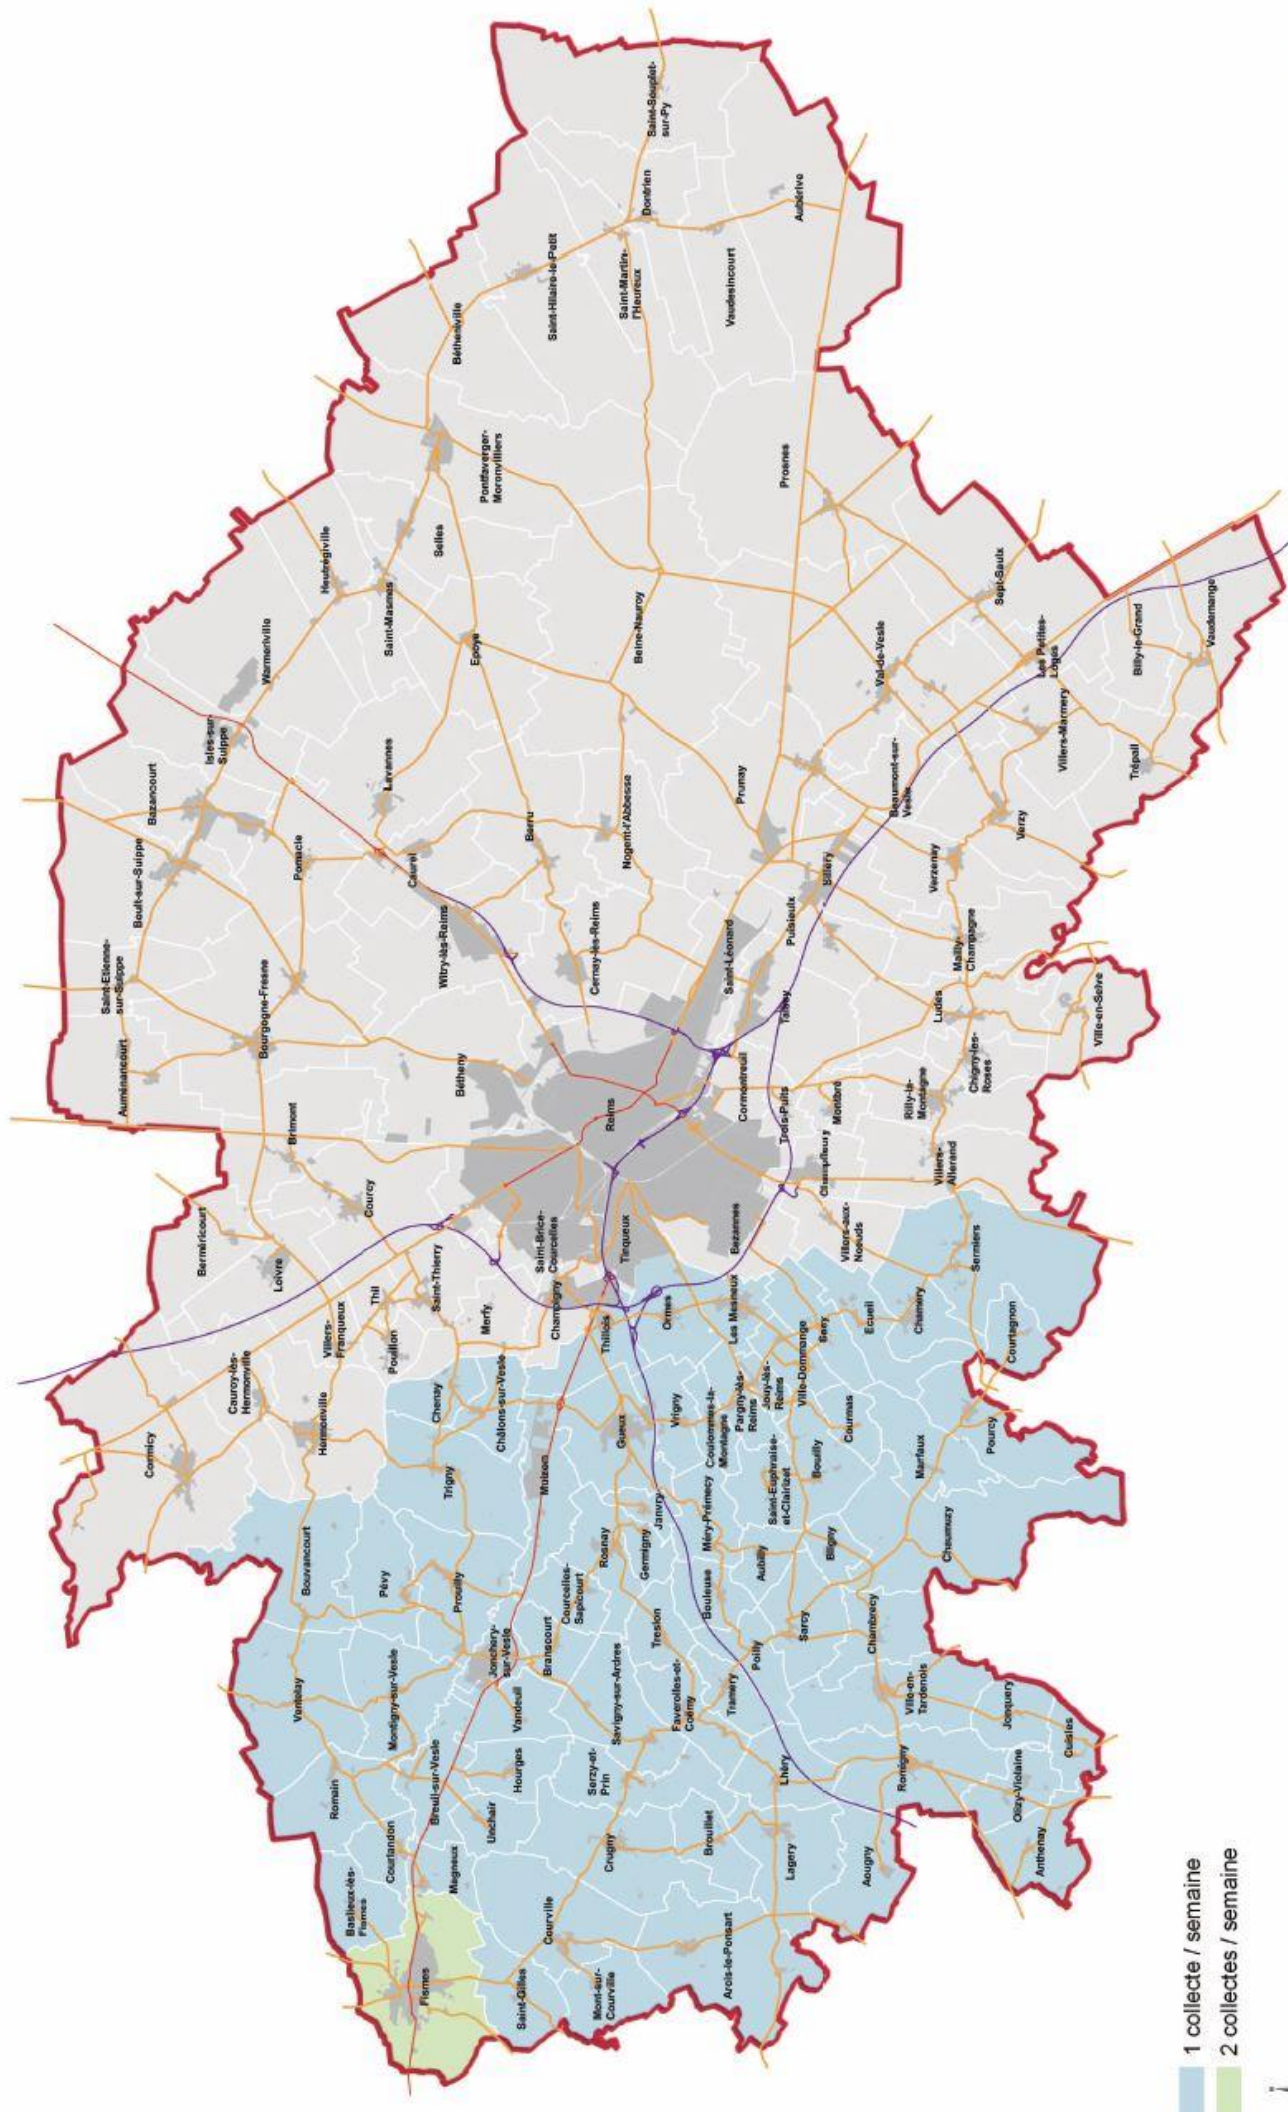 Saint-Souplet-
sur-Py
Dontrien
Aubérive
Saint-Hilaire-le-Petit
Saint-Martin-
l'Heureux
Vaudesincourt
Bétheniville
Pontfaverger-
Moronvilliers
Prosnes
Selles
Heutrégiville
Saint-Masmes
Warmeriville
Epoye
Beine-Nauroy
Sept-Saulx
Val-de-Vesle
Les Petites-
Loges
Billy-le-Grand
Vaudemange
Isles-sur-
Suippe
Lavannes
Villers-Marmery
Trépail
Bazancourt
Boult-sur-Suippe
Pomacle
Caurel
Berru
Nogent-l'Abbesse
Prunay
Beaumont-sur-
Vesle
Verzy
Verzenay
Sillery
Puisieulx
Saint-Etienne-
sur-Suippe
Witry-lès-Reims
Cernay-lès-Reims
Saint-Léonard
Mailly-
Champagne
Bourgogne-Fresne
Taissy
Ludes
Ville-en-Selve
Auménancourt
Bétheny
Reims
Cormontreuil
Trois-Puits
Montbré
Rilly-la-
Montagne
Chigny-les-
Roses
Brimont
Courcy
Champfleury
Villers-
Allerand
Berméricourt
Loivre
Saint-Thierry
Saint-Brice-
Courcelles
Tinqueux
Bezannes
Villers-aux-
Noeuds
Sermiers
Thil
Merfy
Champigny
Villers-
Franqueux
Pouillon
Thillois
Ormes
Les Mesneux
Sacy
Ecueil
Chamery
Courtagnon
Cauroy-lès-
Hermonville
Hermonville
Chenay
Châlons-sur-Vesle
Gueux
Vrigny
Coulommes-la-
Montagne
Pargny-lès-
Reims
Jouy-lès-
Reims
Ville-Dommange
Courmas
Cormicy
Trigny
Muizon
Saint-Euphraise-
et-Clairizet
Bouilly
Marfaux
Pourcy
Bouvancourt
Pévy
Prouilly
Rosnay
Janvry
Germigny
Méry-Prémecy
Aubilly
Bligny
Chaumuzy
Courcelles-
Sapicourt
Bouleuse
Treslon
Sarcy
Chambrecy
Ventelay
Montigny-sur-Vesle
Jonchery-
sur-Vesle
Branscourt
Vandeuil
Savigny-sur-Ardres
Faverolles-et-
Coëmy
Tramery
Poilly
Ville-en-
Tardenois
Jonquery
Cuisles
Romain
Breuil-sur-Vesle
Hourges
Serzy-et-
Prin
Lhéry
Romigny
Olizy-Violaine
Courlandon
Unchair
Crugny
Brouillet
Lagery
Aougny
Anthenay
Magneux
Baslieux-lès-
Fismes
Fismes
Courville
Saint-Gilles
Mont-sur-
Courville
Arcis-le-Ponsart
1 collecte / semaine
2 collectes / semaine